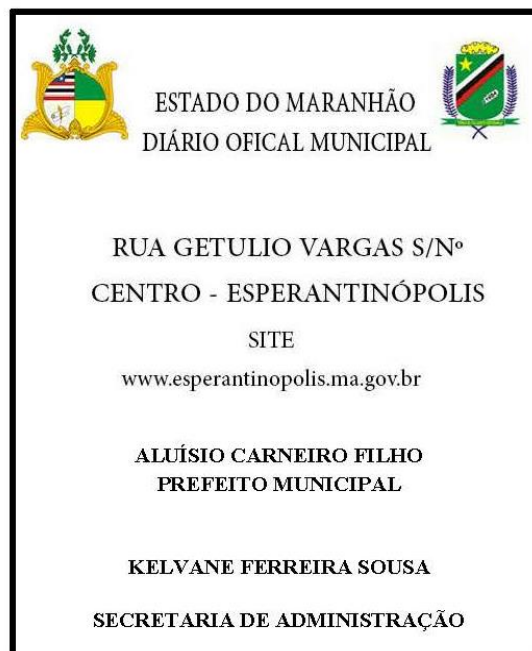 ESTADO DO MARANHÃO
DIÁRIO OFICAL MUNICIPAL
RUA GETULIO VARGAS S/Nº
CENTRO - ESPERANTINÓPOLIS
SITE
www.esperantinopolis.ma.gov.br
ALUÍSIO CARNEIRO FILHO
PREFEITO MUNICIPAL
KELVANE FERREIRA SOUSA
SECRETARIA DE ADMINISTRAÇÃO